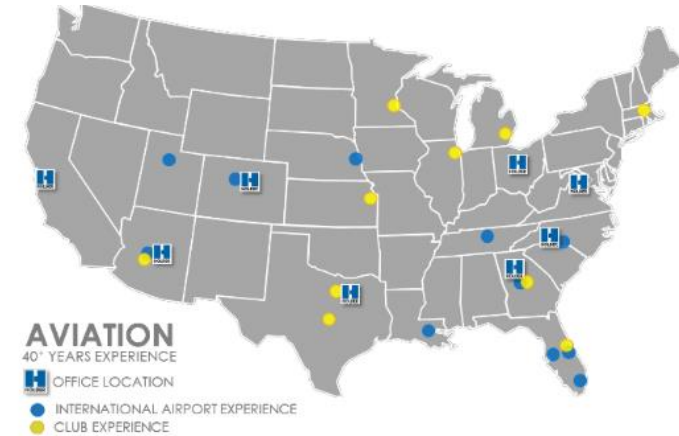 AVIATION
40+ YEARS EXPERIENCE
OFFICE LOCATION
INTERNATIONAL AIRPORT EXPERIENCE
CLUB EXPERIENCE